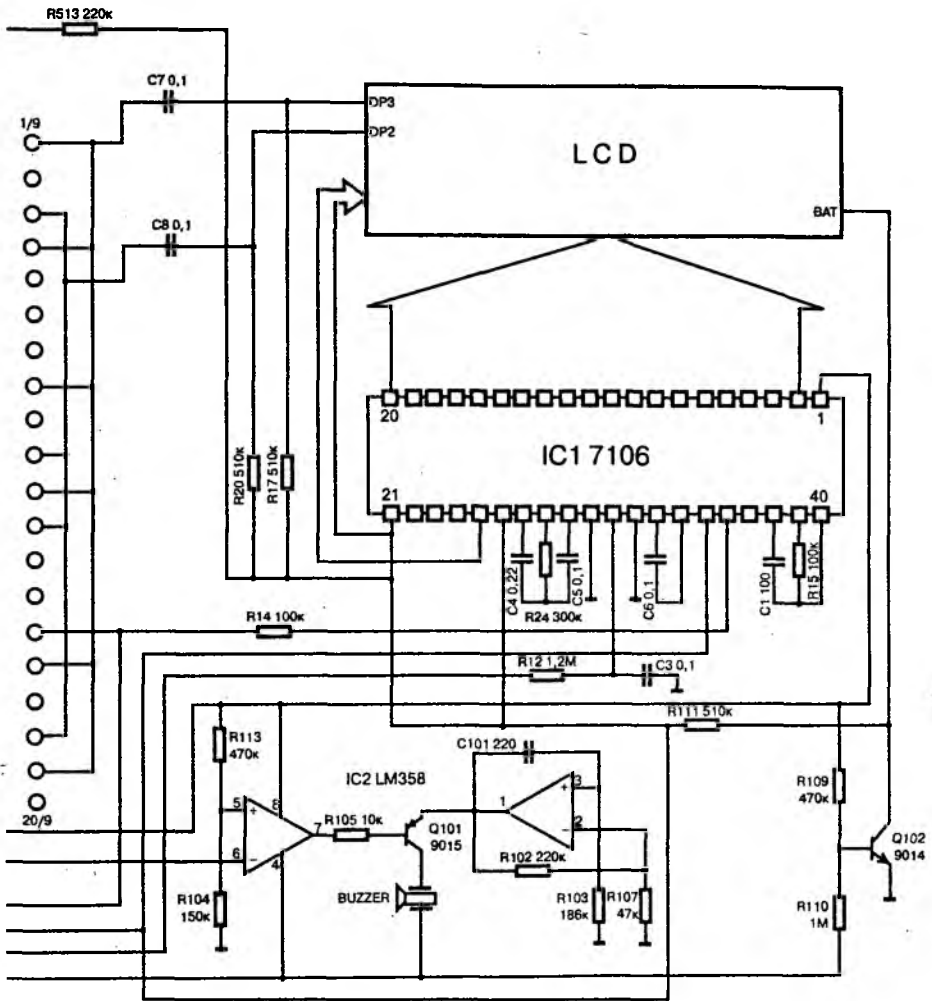 R513 220к
C7 0,1
DP3
1/9
DP2
LCD
BAT
C8 0,1
20
1
IC1 7106
R20 510к
R17 510к
21
40
C4 0,22
C5 0,1
C6 0,1
C1 100
R15 100к
R24 300к
R14 100к
R12 1,2M
C3 0,1
R111 510к
R113
470к
C101 220
IC2 LM358
R109
470к
3
+
1
5
+
8
2
–
7
R105 10к
Q101
9015
Q102
9014
6
–
4
R102 220к
R104
150к
BUZZER
R103
186к
R107
47к
R110
1M
20/9